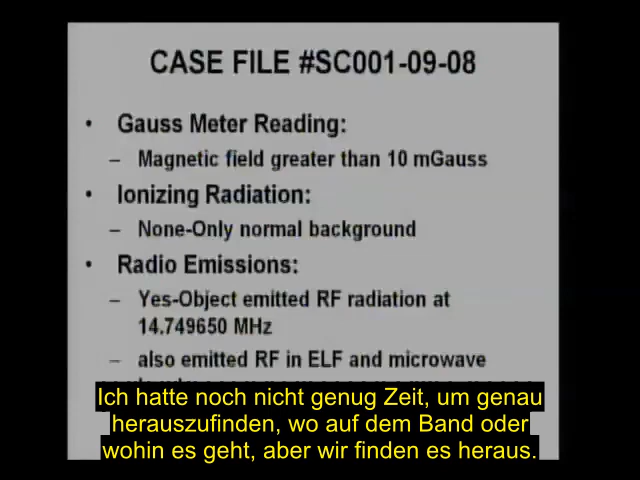 CASE FILE #SC001-09-08
• Gauss Meter Reading:
– Magnetic field greater than 10 mGauss
• Ionizing Radiation:
– None-Only normal background
• Radio Emissions:
– Yes-Object emitted RF radiation at
14.749650 MHz
– also emitted RF in ELF and microwave
Ich hatte noch nicht genug Zeit, um genau
herauszufinden, wo auf dem Band oder
wohin es geht, aber wir finden es heraus.